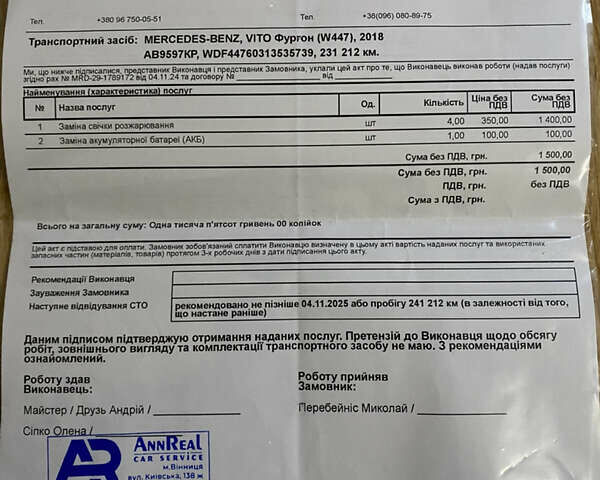 Тел. +380 96 750-05-51 Тел. +38(096) 080-89-75
Транспортний засіб: MERCEDES-BENZ, VITO Фургон (W447), 2018
AB9597KP, WDF44760313535739, 231 212 км.
Ми, що нижче підписалися, представник Виконавця і представник Замовника, уклали цей акт про те, що Виконавець виконав роботи (надав послуги)
згідно рах № MRD-29-1789172 від 04.11.24 та договору № ____ від ____
Найменування (характеристика) послуг
№ Назва послуг Од. Кількість Ціна без ПДВ Сума без ПДВ
1 Заміна свічки розжарювання шт 4,00 350,00 1 400,00
2 Заміна акумуляторної батареї (АКБ) шт 1,00 100,00 100,00
Сума без ПДВ, грн. 1 500,00
Сума без ПДВ, грн. 1 500,00
ПДВ, грн. без ПДВ
Сума з ПДВ, грн.
Всього на загальну суму: Одна тисяча п'ятсот гривень 00 копійок
Цей акт є підставою для оплати. Замовник зобов'язаний сплатити Виконавцю визначену в цьому акті вартість наданих послуг та використаних
запасних частин (матеріалів, товарів) протягом 3-х робочих днів з дати підписання цього акту.
Рекомендації Виконавця
Зауваження Замовника
Наступне відвідування СТО рекомендовано не пізніше 04.11.2025 або пробігу 241 212 км (в залежності від того,
що настане раніше)
Даним підписом підтверджую отримання наданих послуг. Претензій до Виконавця щодо обсягу
робіт, зовнішнього вигляду та комплектації транспортного засобу не маю. З рекомендаціями
ознайомлений.
Роботу здав Роботу прийняв
Виконавець: Замовник:
Майстер / Друзь Андрій / ____ Перебейніс Миколай / ____
Сіпко Олена /
AR AnnReal
CAR SERVICE
м.Вінниця
вул. Київська, 138 ж